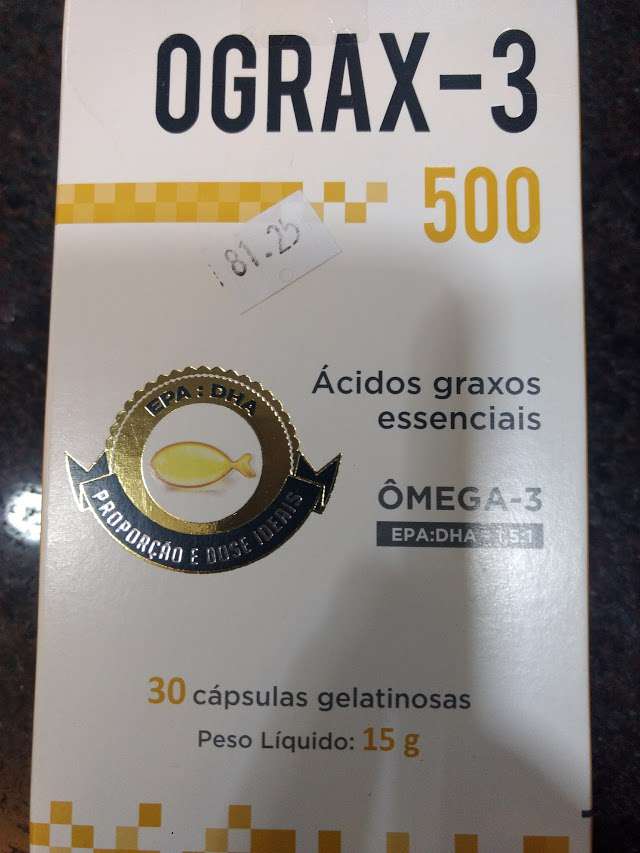 OGRAX-3
500
81.25
EPA : DHA
PROPORÇÃO E DOSE IDEAIS
Ácidos graxos
essenciais
ÔMEGA-3
EPA:DHA 1,5:1
30 cápsulas gelatinosas
Peso Líquido: 15 g